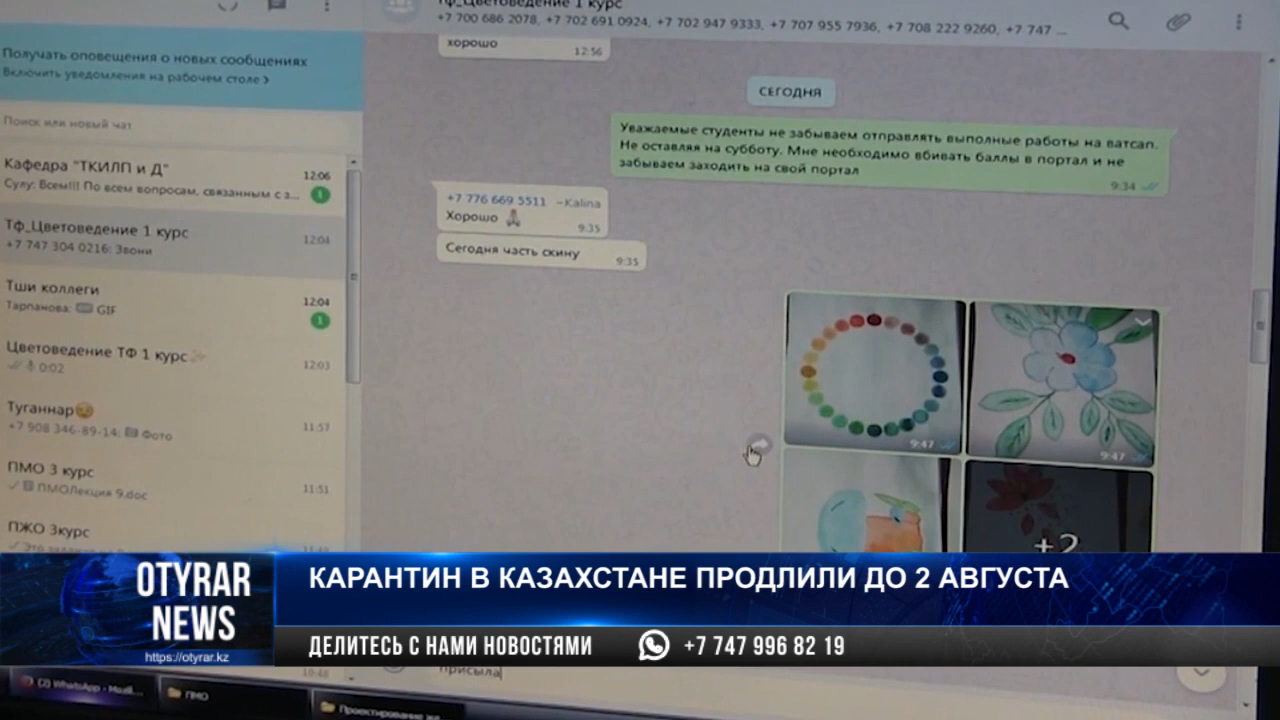 Тф_Цветоведение 1 курс
+7 700 686 2078, +7 702 691 0924, +7 702 947 9333, +7 707 955 7936, +7 708 222 9260, +7 747 ...
Получать оповещения о новых сообщениях
Включить уведомления на рабочем столе >
Поиск или новый чат
Кафедра "ТКИЛП и Д" 12:06
Сулу: Всем!!! По всем вопросам, связанным с з... 1
Тф_Цветоведение 1 курс 12:04
+7 747 304 0216: Звони
Тши коллеги 12:04
Тарпанова: GIF 1
Цветоведение ТФ 1 курс 12:03
0:02
Туганнар 11:57
+7 908 346-89-14: Фото
ПМО 3 курс 11:51
ПМОЛекция 9.doc
ПЖО 3курс
хорошо 12:56
СЕГОДНЯ
Уважаемые студенты не забываем отправлять выполные работы на ватсап.
Не оставляя на субботу. Мне необходимо вбивать баллы в портал и не
забываем заходить на свой портал
9:34
+7 776 669 5511 ~Kalina
Хорошо 9:35
Сегодня часть скину 9:35
9:47 9:47
+2
OTYRAR
NEWS
https://otyrar.kz
КАРАНТИН В КАЗАХСТАНЕ ПРОДЛИЛИ ДО 2 АВГУСТА
ДЕЛИТЕСЬ С НАМИ НОВОСТЯМИ +7 747 996 82 19
присыла
(2) WhatsApp - Mozil...
ПМО
Проектирование